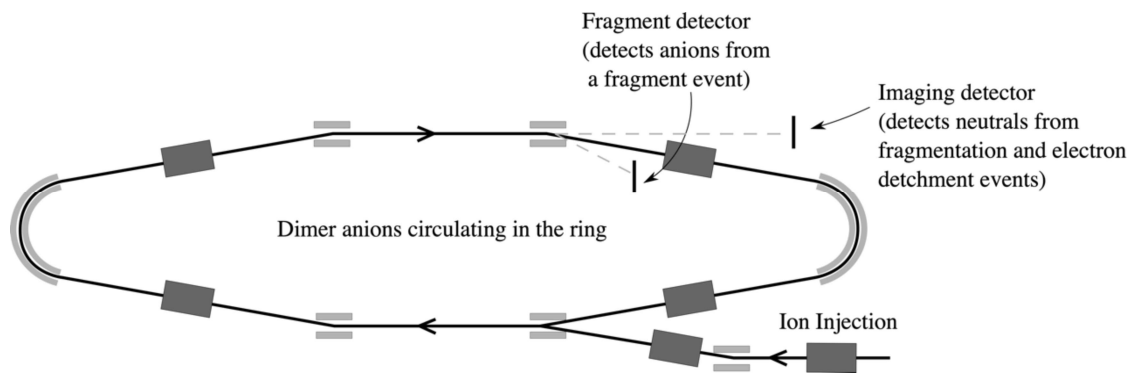 Fragment detector
(detects anions from
a fragment event)
Imaging detector
(detects neutrals from
fragmentation and electron
detchment events)
Dimer anions circulating in the ring
Ion Injection